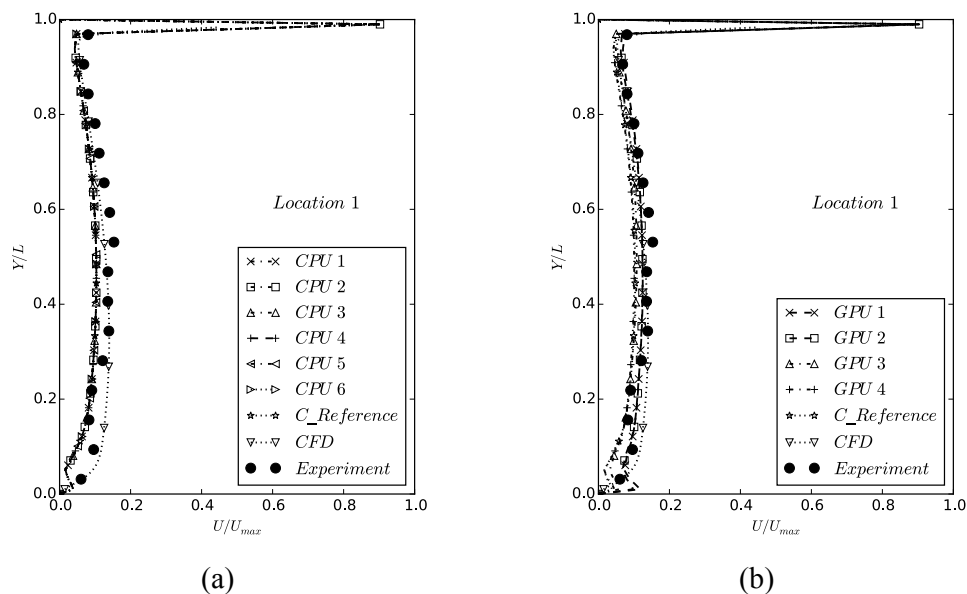 1.0
0.8
0.6
0.4
0.2
0.0
Y/L
Location 1
CPU 1
CPU 2
CPU 3
CPU 4
CPU 5
CPU 6
C_Reference
CFD
Experiment
0.0 0.2 0.4 0.6 0.8 1.0
U/Umax
(a)
1.0
0.8
0.6
0.4
0.2
0.0
Y/L
Location 1
GPU 1
GPU 2
GPU 3
GPU 4
C_Reference
CFD
Experiment
0.0 0.2 0.4 0.6 0.8 1.0
U/Umax
(b)